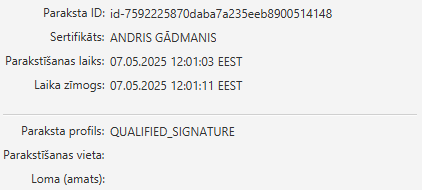 Paraksta ID: id-7592225870daba7a235eeb8900514148
Sertifikāts: ANDRIS GĀDMANIS
Parakstīšanas laiks: 07.05.2025 12:01:03 EEST
Laika zīmogs: 07.05.2025 12:01:11 EEST
Paraksta profils: QUALIFIED_SIGNATURE
Parakstīšanas vieta:
Loma (amats):